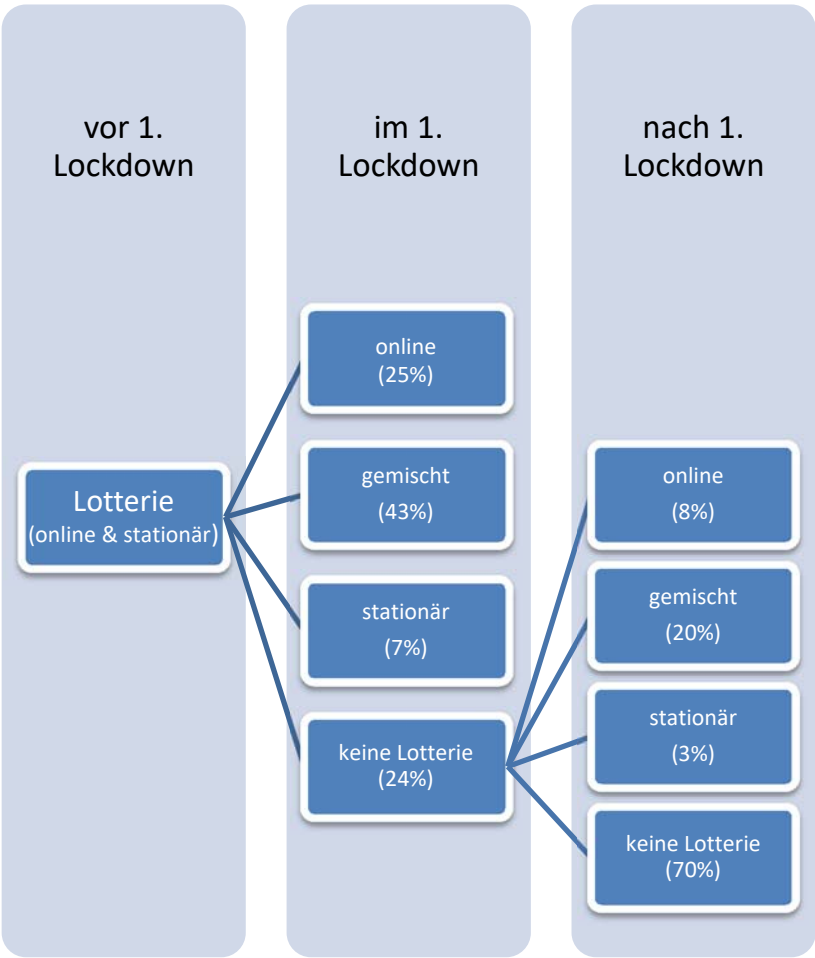 vor 1.
Lockdown
im 1.
Lockdown
nach 1.
Lockdown
Lotterie
(online & stationär)
online
(25%)
gemischt
(43%)
stationär
(7%)
keine Lotterie
(24%)
online
(8%)
gemischt
(20%)
stationär
(3%)
keine Lotterie
(70%)